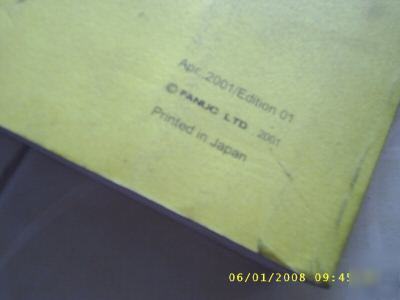 Apr., 2001/Edition 01
© FANUC LTD 2001
Printed in Japan
06/01/2008 09:45